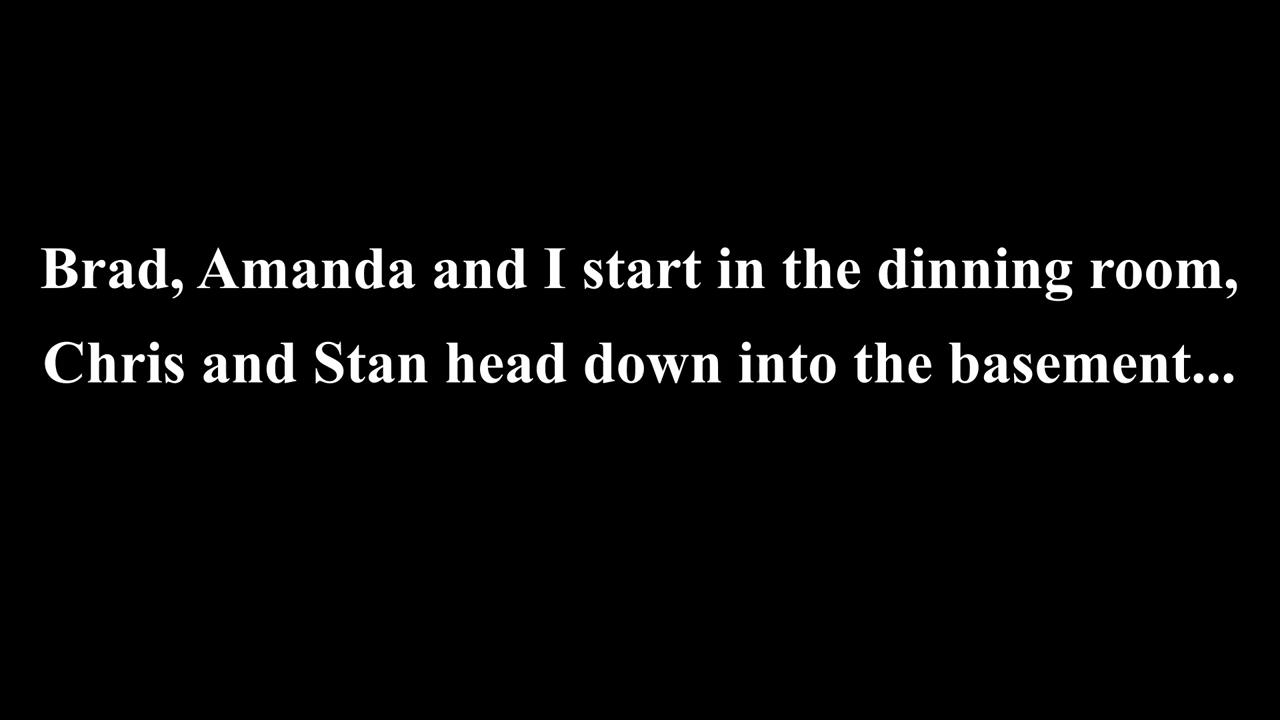 Brad, Amanda and I start in the dinning room,
Chris and Stan head down into the basement...